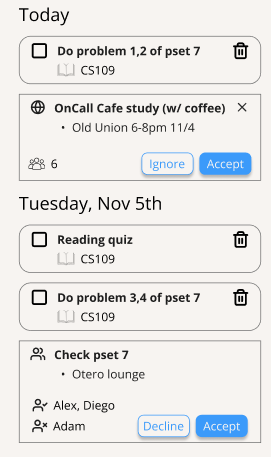 Today
Do problem 1,2 of pset 7
CS109
OnCall Cafe study (w/ coffee)
• Old Union 6-8pm 11/4
6
Ignore
Accept
Tuesday, Nov 5th
Reading quiz
CS109
Do problem 3,4 of pset 7
CS109
Check pset 7
• Otero lounge
Alex, Diego
Adam
Decline
Accept